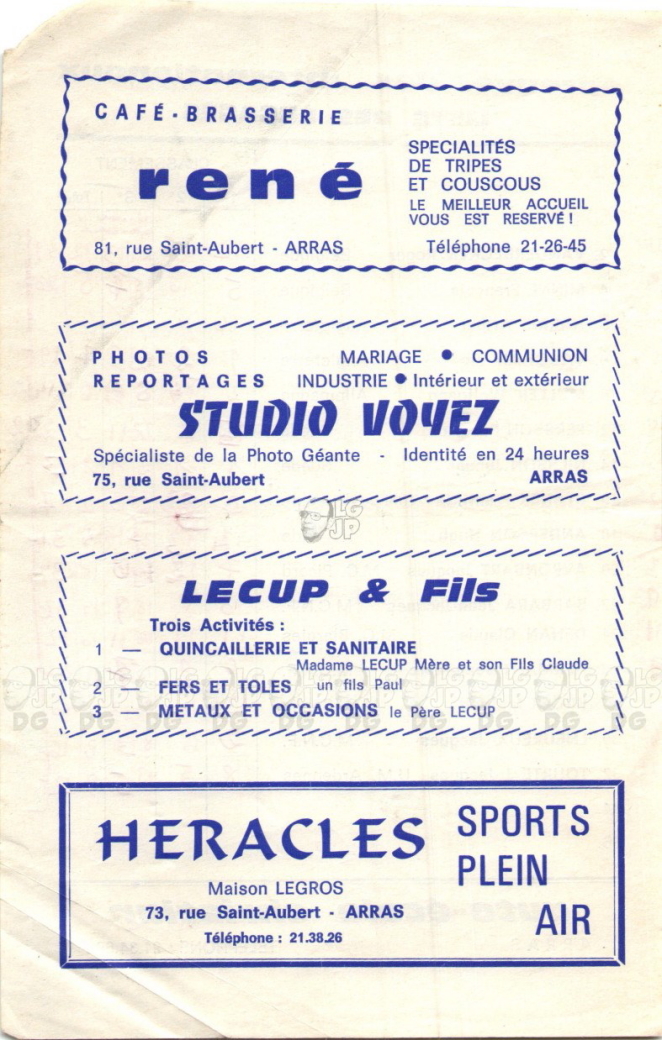 CAFÉ - BRASSERIE
rené
SPECIALITÉS
DE TRIPES
ET COUSCOUS
LE MEILLEUR ACCUEIL
VOUS EST RESERVÉ !
81, rue Saint-Aubert - ARRAS Téléphone 21-26-45
PHOTOS MARIAGE • COMMUNION
REPORTAGES INDUSTRIE • Intérieur et extérieur
STUDIO VOYEZ
Spécialiste de la Photo Géante - Identité en 24 heures
75, rue Saint-Aubert ARRAS
LG
JP
LECUP & Fils
Trois Activités :
1 — QUINCAILLERIE ET SANITAIRE
Madame LECUP Mère et son FIls Claude
2 — FERS ET TOLES un fils Paul
3 — METAUX ET OCCASIONS le Père LECUP
HERACLES
Maison LEGROS
73, rue Saint-Aubert - ARRAS
Téléphone : 21.38.26
SPORTS
PLEIN
AIR